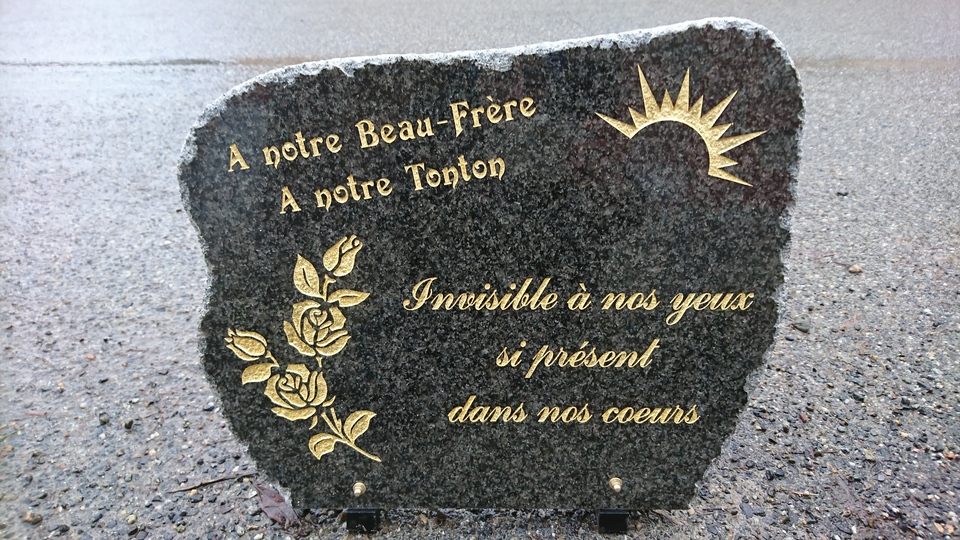 A notre Beau-Frère
A notre Tonton
Invisible à nos yeux
si présent
dans nos coeurs